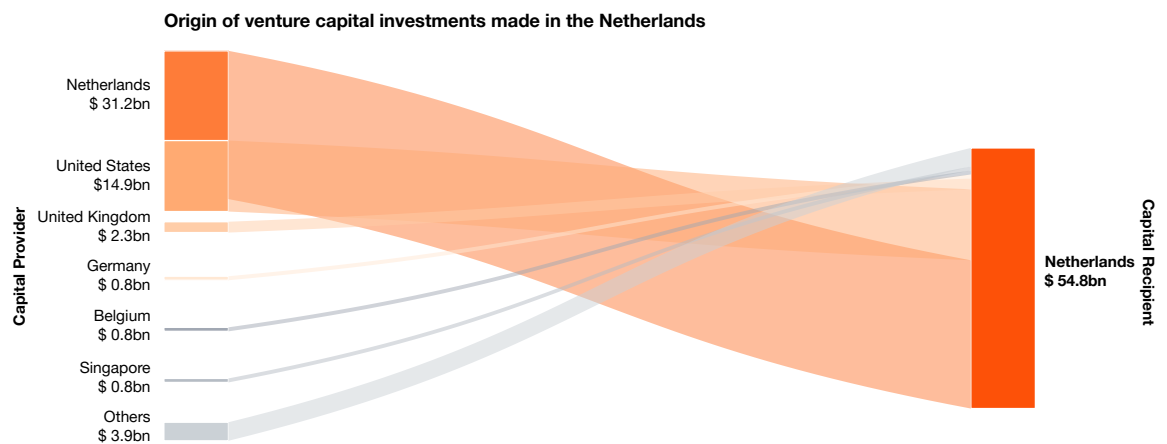 Origin of venture capital investments made in the Netherlands
Capital Provider
Netherlands
$ 31.2bn
United States
$14.9bn
United Kingdom
$ 2.3bn
Germany
$ 0.8bn
Belgium
$ 0.8bn
Singapore
$ 0.8bn
Others
$ 3.9bn
Netherlands
$ 54.8bn
Capital Recipient